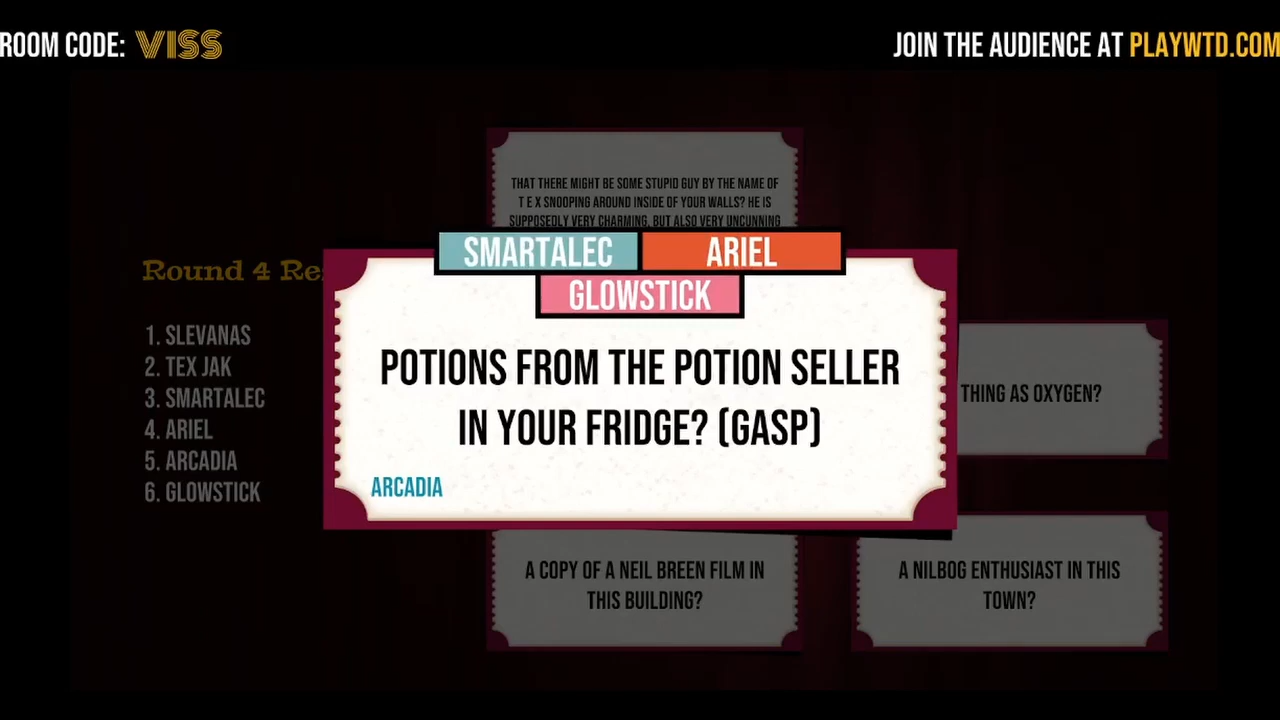 ROOM CODE: VISS
JOIN THE AUDIENCE AT PLAYWTD.COM
THAT THERE MIGHT BE SOME STUPID GUY BY THE NAME OF
T E X SNOOPING AROUND INSIDE OF YOUR WALLS? HE IS
SUPPOSEDLY VERY CHARMING, BUT ALSO VERY UNCUNNING
SMARTALEC
ARIEL
GLOWSTICK
POTIONS FROM THE POTION SELLER
IN YOUR FRIDGE? (GASP)
ARCADIA
Round 4 Re
1. SLEVANAS
2. TEX JAK
3. SMARTALEC
4. ARIEL
5. ARCADIA
6. GLOWSTICK
THING AS OXYGEN?
A COPY OF A NEIL BREEN FILM IN
THIS BUILDING?
A NILBOG ENTHUSIAST IN THIS
TOWN?